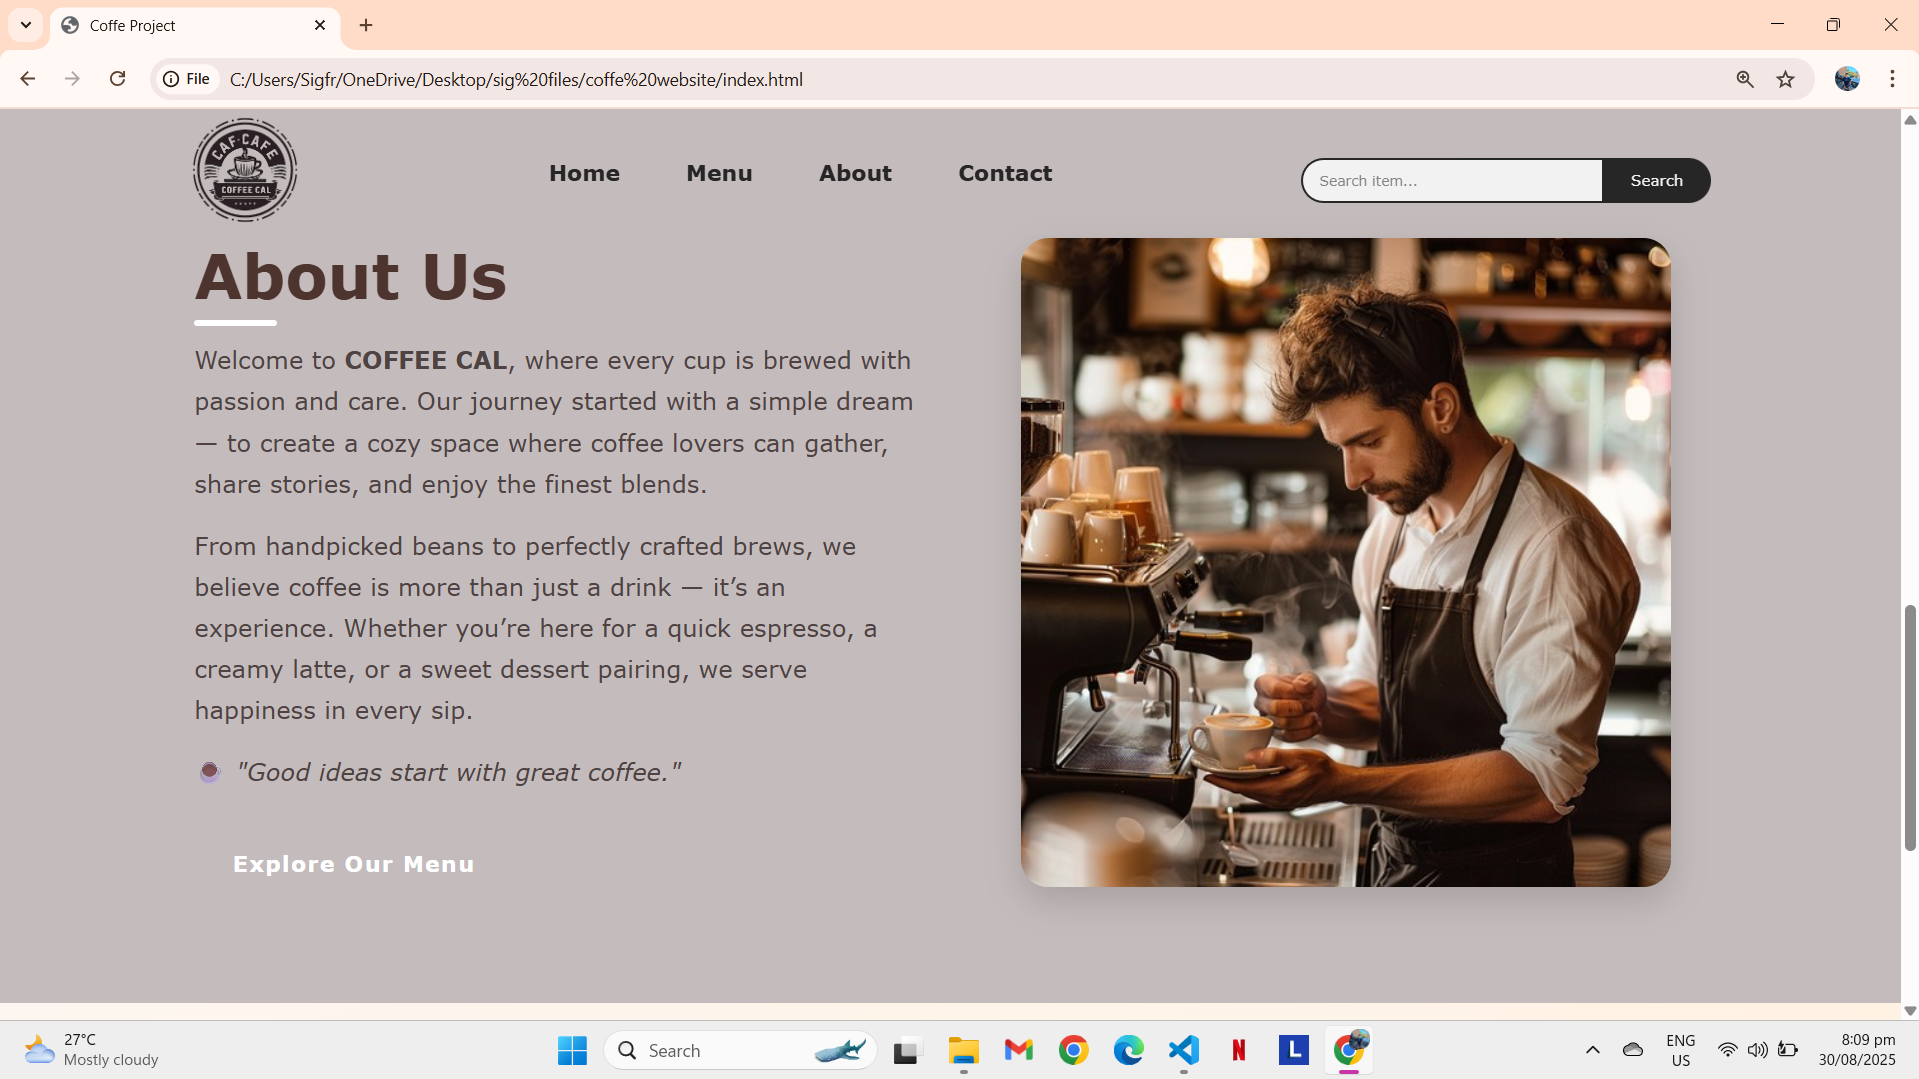 Coffe Project
File
C:/Users/Sigfr/OneDrive/Desktop/sig%20files/coffe%20website/index.html
CAF-CAFE
COFFEE CAL
Home
Menu
About
Contact
Search item...
Search
About Us
Welcome to COFFEE CAL, where every cup is brewed with
passion and care. Our journey started with a simple dream
— to create a cozy space where coffee lovers can gather,
share stories, and enjoy the finest blends.
From handpicked beans to perfectly crafted brews, we
believe coffee is more than just a drink — it’s an
experience. Whether you’re here for a quick espresso, a
creamy latte, or a sweet dessert pairing, we serve
happiness in every sip.
"Good ideas start with great coffee."
Explore Our Menu
27°C
Mostly cloudy
Search
N
L
ENG
US
8:09 pm
30/08/2025